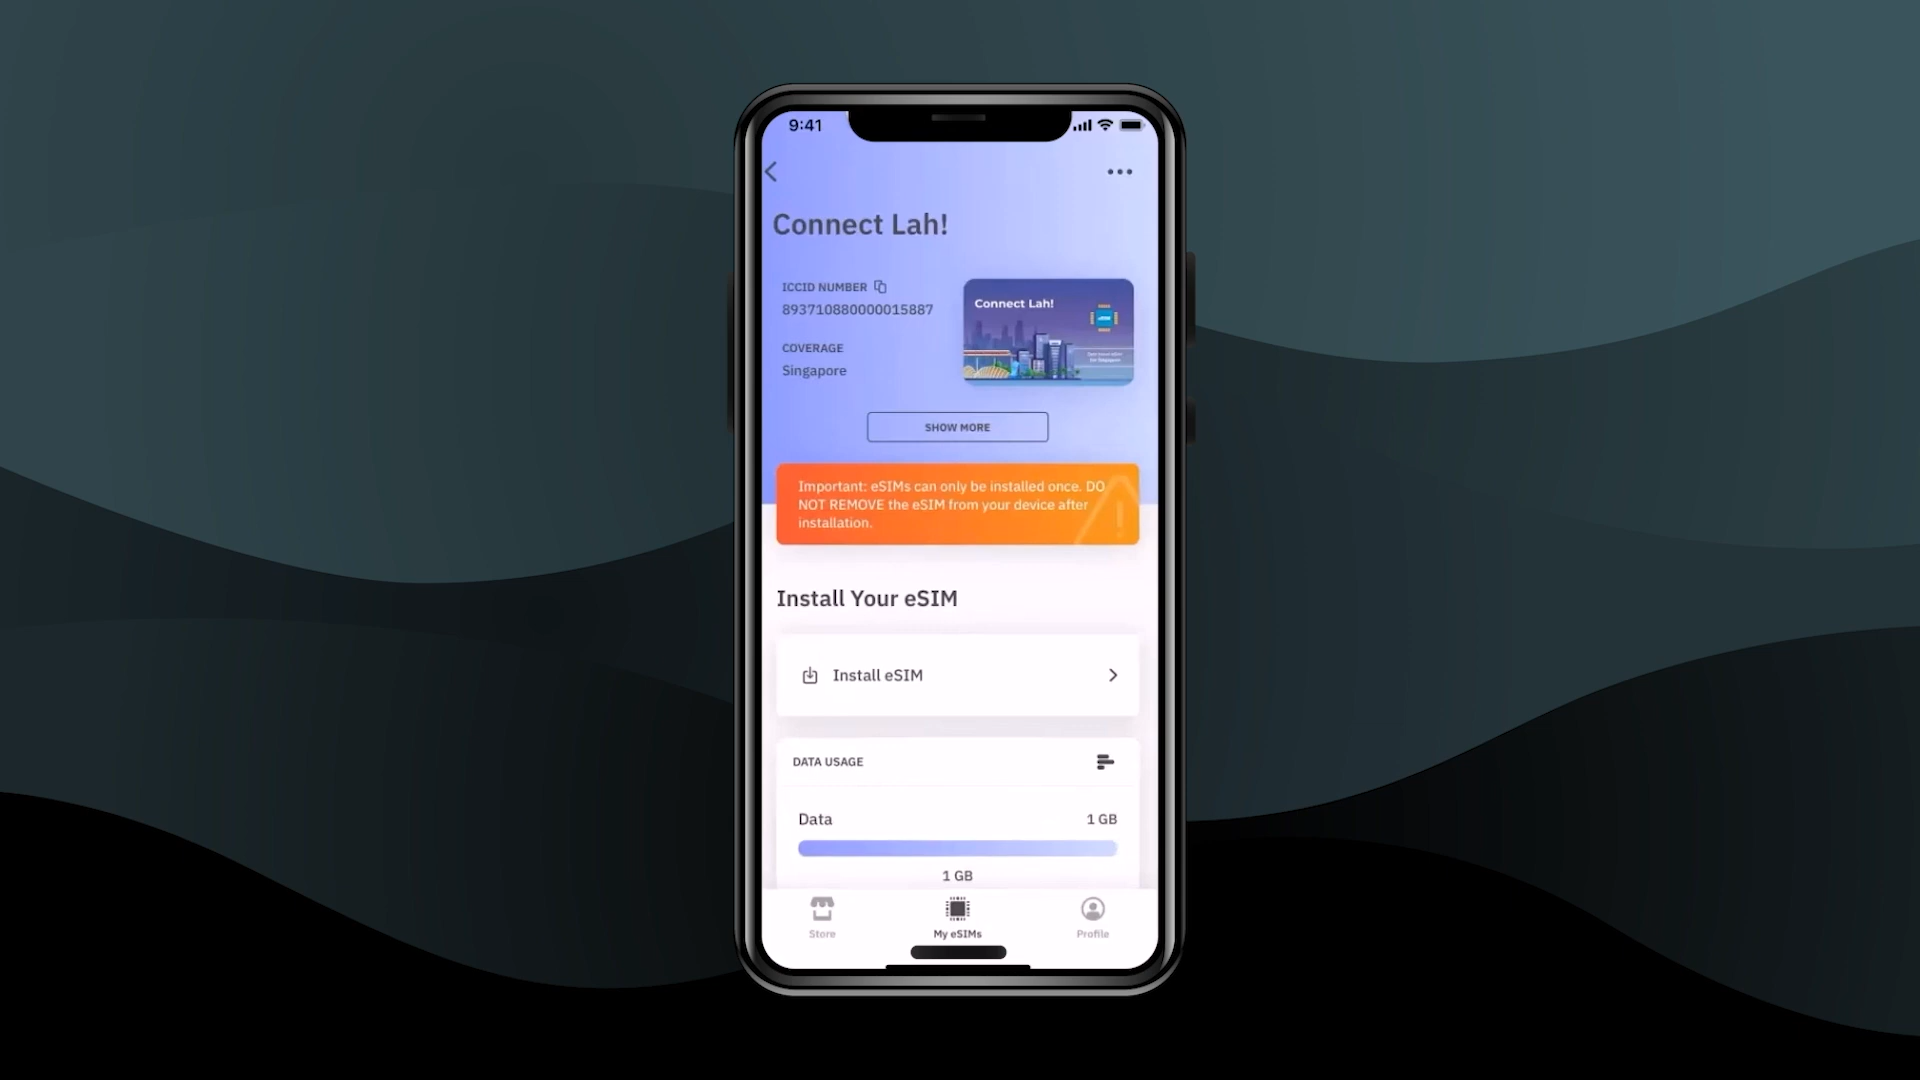 9:41
Connect Lah!
ICCID NUMBER
893710880000015887
COVERAGE
Singapore
Connect Lah!
SHOW MORE
Important: eSIMs can only be installed once. DO
NOT REMOVE the eSIM from your device after
installation.
Install Your eSIM
Install eSIM
DATA USAGE
Data
1 GB
1 GB
Store
My eSIMs
Profile